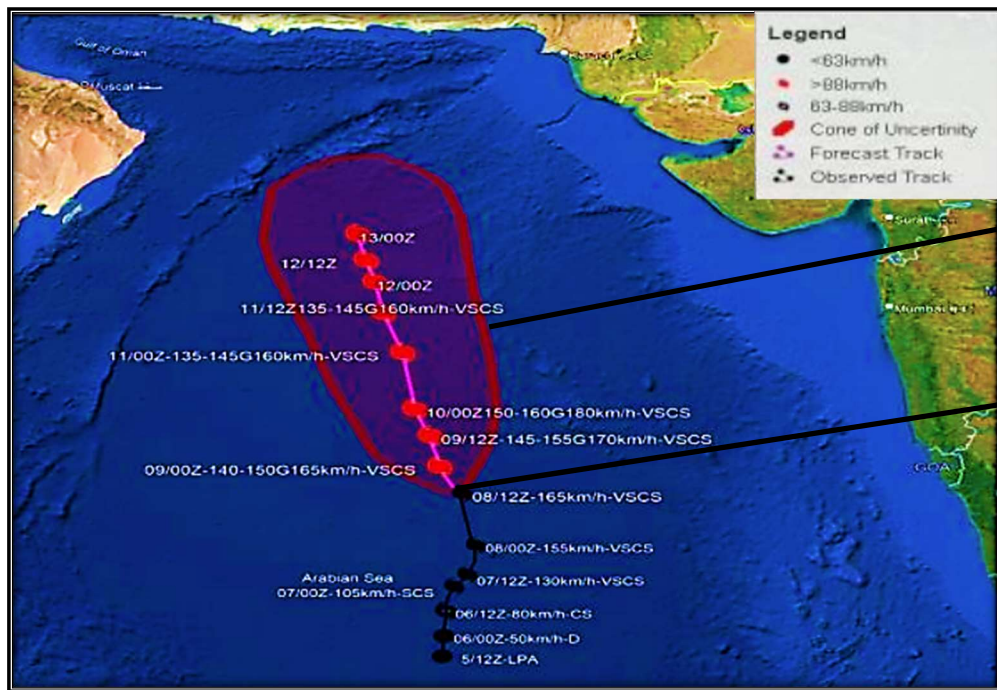 Legend
<63km/h
>88km/h
63-88km/h
Cone of Uncertinity
Forecast Track
Observed Track
Gulf of Oman
Muscat مسقط
Karachi
Surat
Mumbai
GOA
13/00Z
12/12Z
12/00Z
11/12Z135-145G160km/h-VSCS
11/00Z-135-145G160km/h-VSCS
10/00Z150-160G180km/h-VSCS
09/12Z-145-155G170km/h-VSCS
09/00Z-140-150G165km/h-VSCS
08/12Z-165km/h-VSCS
08/00Z-155km/h-VSCS
Arabian Sea
07/12Z-130km/h-VSCS
07/00Z-105km/h-SCS
06/12Z-80km/h-CS
06/00Z-50km/h-D
5/12Z-LPA